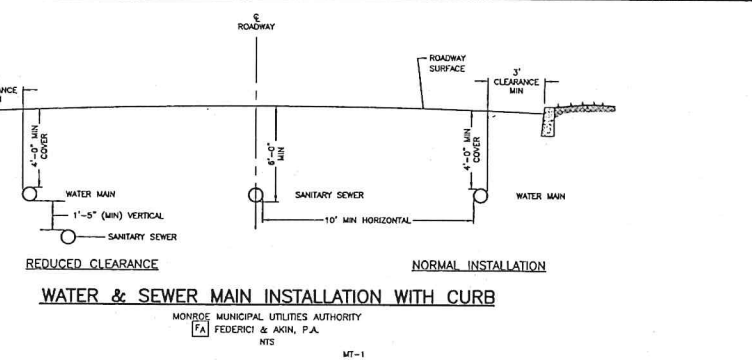 ℄
ROADWAY
ROADWAY
SURFACE
3'
CLEARANCE
MIN
4'-0" MIN
COVER
6'-0"
MIN
4'-0" MIN
COVER
WATER MAIN
SANITARY SEWER
WATER MAIN
1'-5" (MIN) VERTICAL
10' MIN HORIZONTAL
SANITARY SEWER
REDUCED CLEARANCE
NORMAL INSTALLATION
WATER & SEWER MAIN INSTALLATION WITH CURB
MONROE MUNICIPAL UTILITIES AUTHORITY
FA FEDERICI & AKIN, P.A.
NTS
MT-1